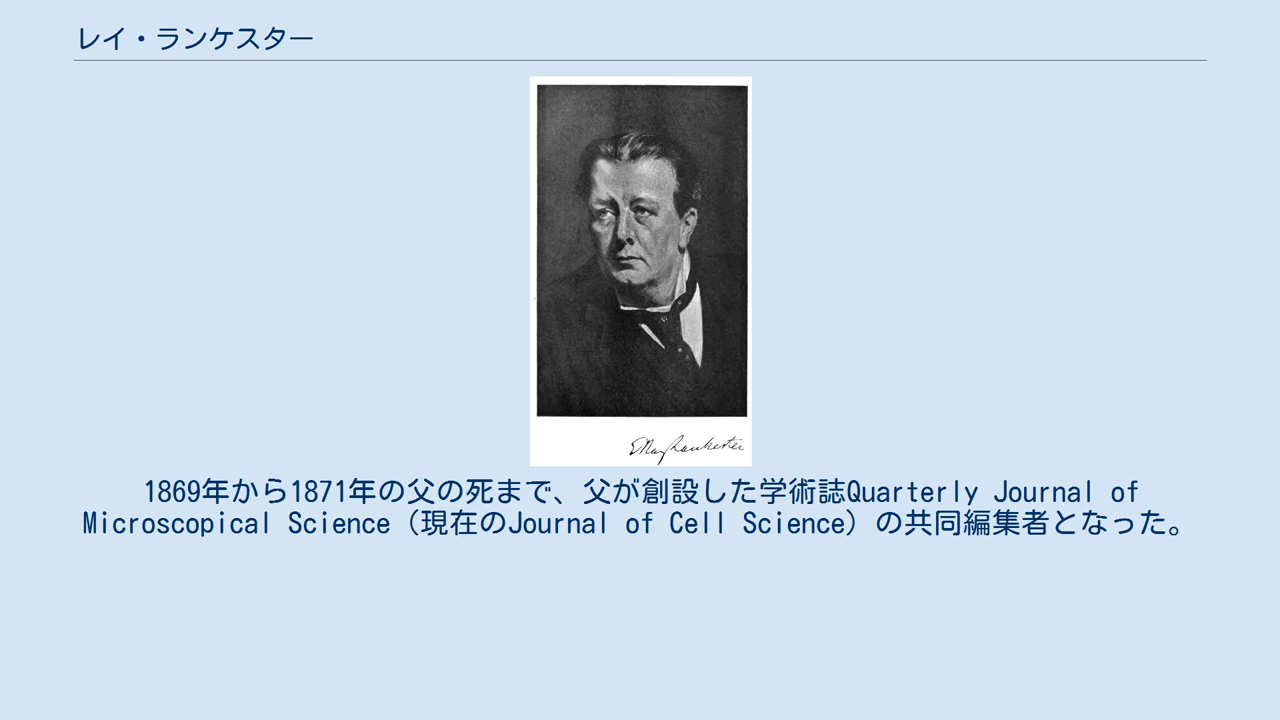 レイ・ランケスター
E Ray Lankester
1869年から1871年の父の死まで、父が創設した学術誌Quarterly Journal of
Microscopical Science（現在のJournal of Cell Science）の共同編集者となった。